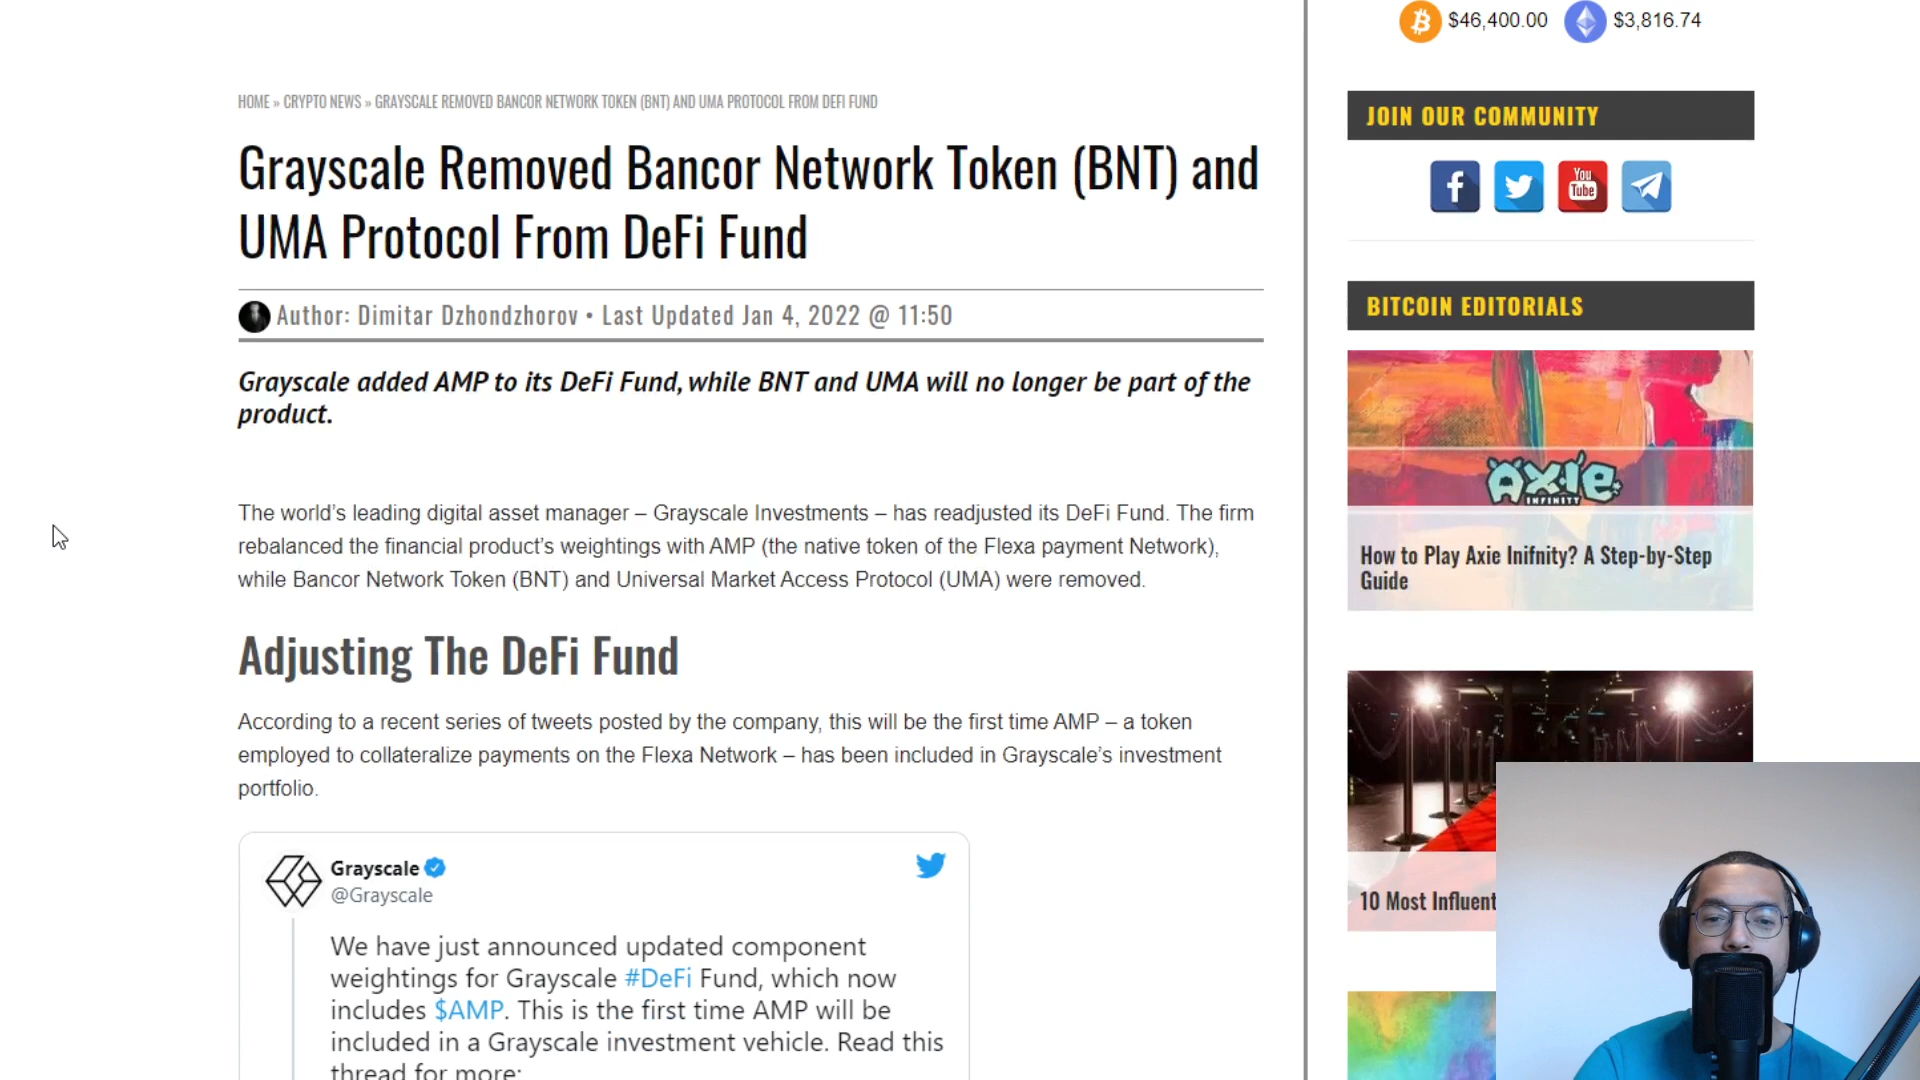 $46,400.00 $3,816.74
HOME » CRYPTO NEWS » GRAYSCALE REMOVED BANCOR NETWORK TOKEN (BNT) AND UMA PROTOCOL FROM DEFI FUND
Grayscale Removed Bancor Network Token (BNT) and
UMA Protocol From DeFi Fund
Author: Dimitar Dzhondzhorov • Last Updated Jan 4, 2022 @ 11:50
Grayscale added AMP to its DeFi Fund, while BNT and UMA will no longer be part of the
product.
The world’s leading digital asset manager – Grayscale Investments – has readjusted its DeFi Fund. The firm
rebalanced the financial product’s weightings with AMP (the native token of the Flexa payment Network),
while Bancor Network Token (BNT) and Universal Market Access Protocol (UMA) were removed.
Adjusting The DeFi Fund
According to a recent series of tweets posted by the company, this will be the first time AMP – a token
employed to collateralize payments on the Flexa Network – has been included in Grayscale’s investment
portfolio.
Grayscale
@Grayscale
We have just announced updated component
weightings for Grayscale #DeFi Fund, which now
includes $AMP. This is the first time AMP will be
included in a Grayscale investment vehicle. Read this
thread for more:
JOIN OUR COMMUNITY
You
Tube
BITCOIN EDITORIALS
AXIE
INFINITY
How to Play Axie Inifnity? A Step-by-Step
Guide
10 Most Influent